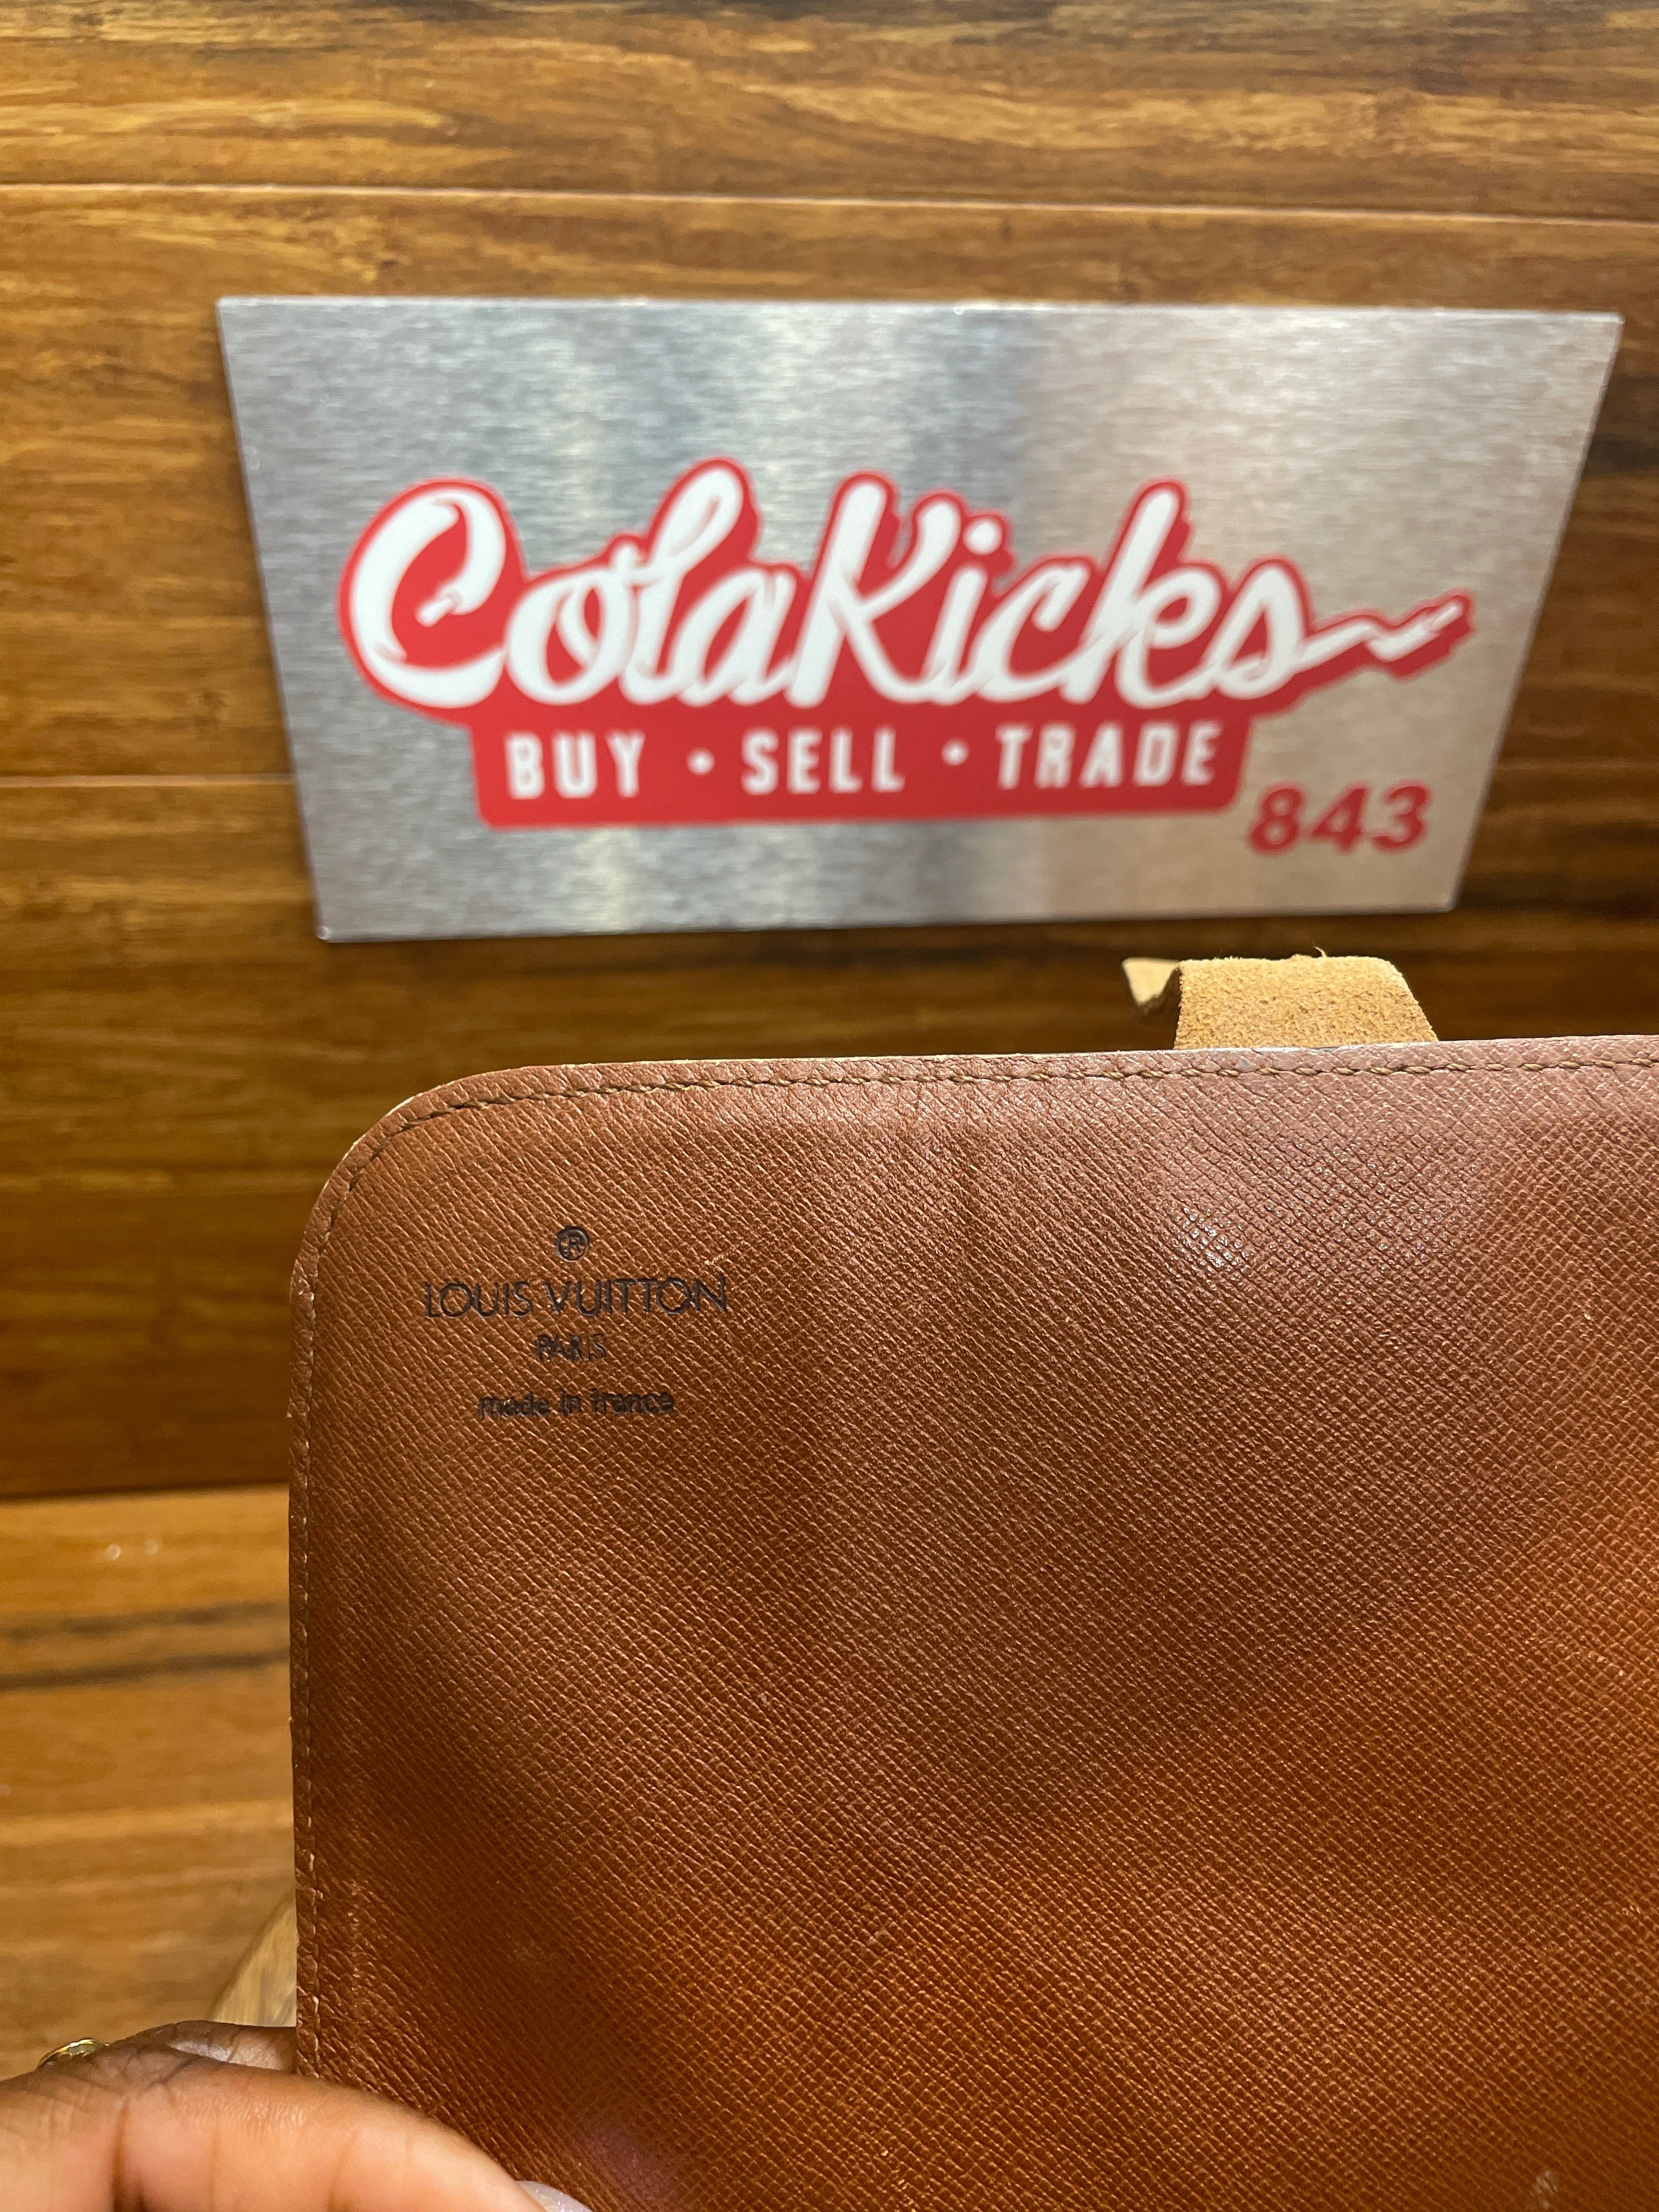 ColaKicks
BUY • SELL • TRADE
843
®
LOUIS VUITTON
PARIS
made in france